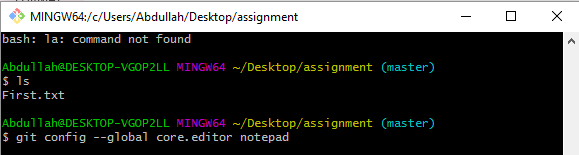 MINGW64:/c/Users/Abdullah/Desktop/assignment
bash: la: command not found
Abdullah@DESKTOP-VGOP2LL MINGW64 ~/Desktop/assignment (master)
$ ls
First.txt
Abdullah@DESKTOP-VGOP2LL MINGW64 ~/Desktop/assignment (master)
$ git config --global core.editor notepad